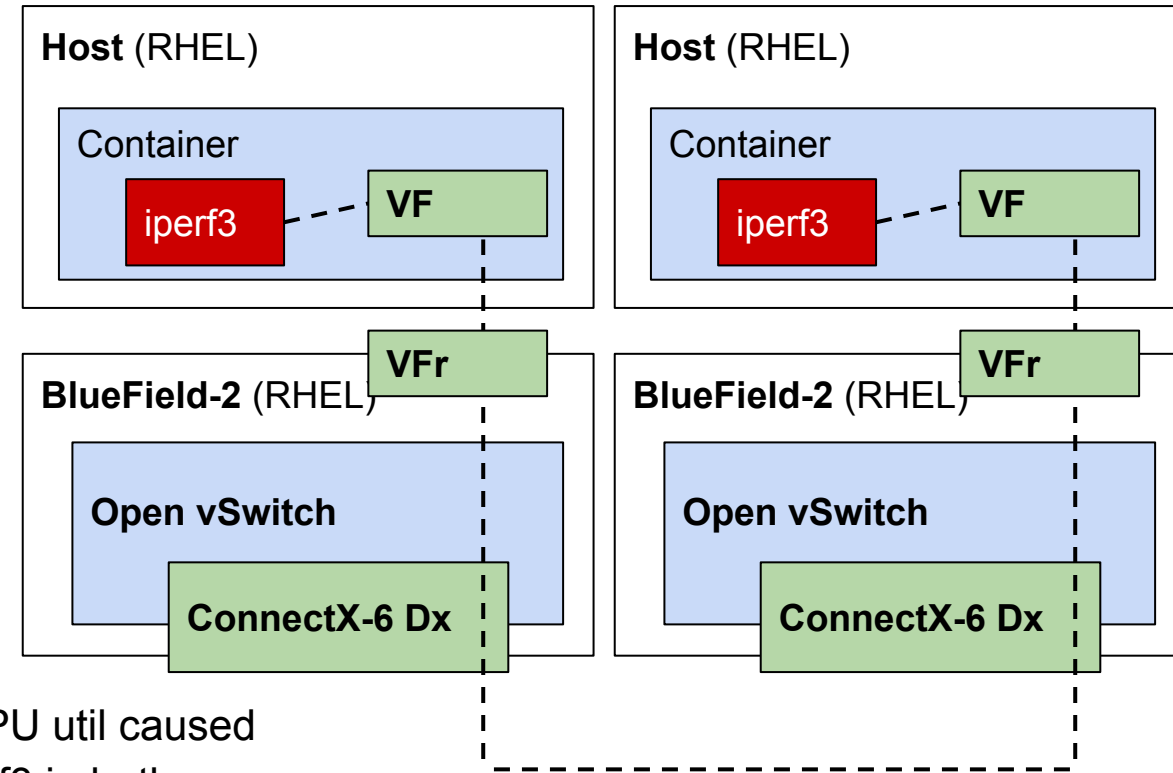 Host (RHEL)
Container
iperf3
VF
VFr
BlueField-2 (RHEL)
Open vSwitch
ConnectX-6 Dx
Host (RHEL)
Container
iperf3
VF
VFr
BlueField-2 (RHEL)
Open vSwitch
ConnectX-6 Dx
util caused